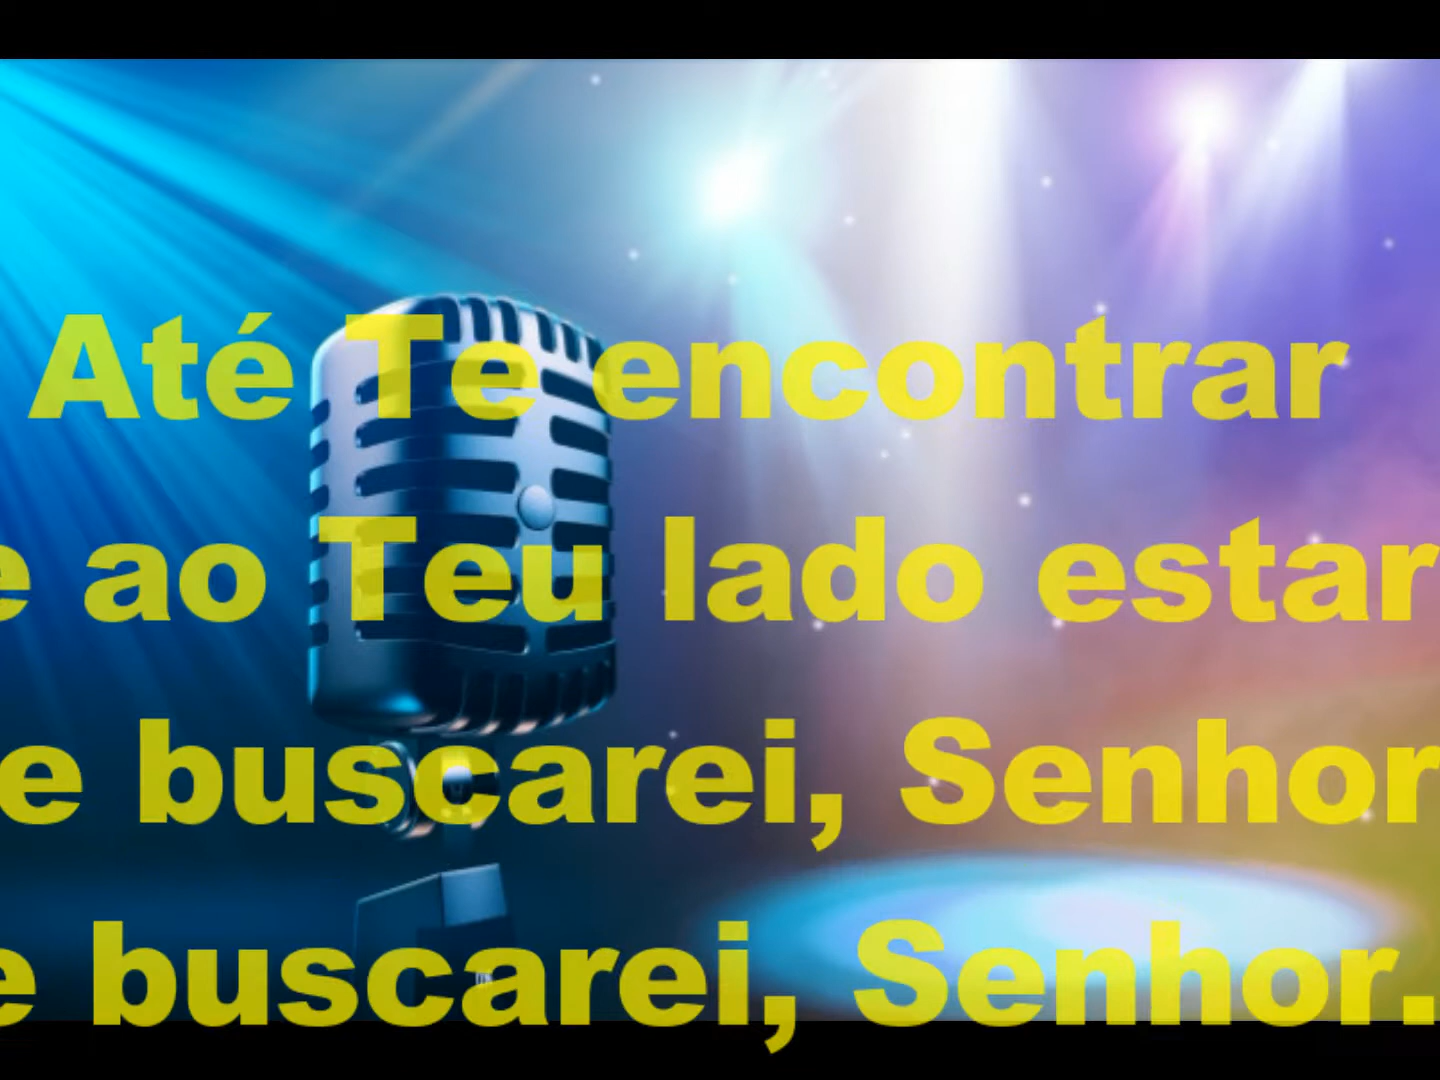 Até Te encontrar
e ao Teu lado estar
e buscarei, Senhor
e buscarei, Senhor.